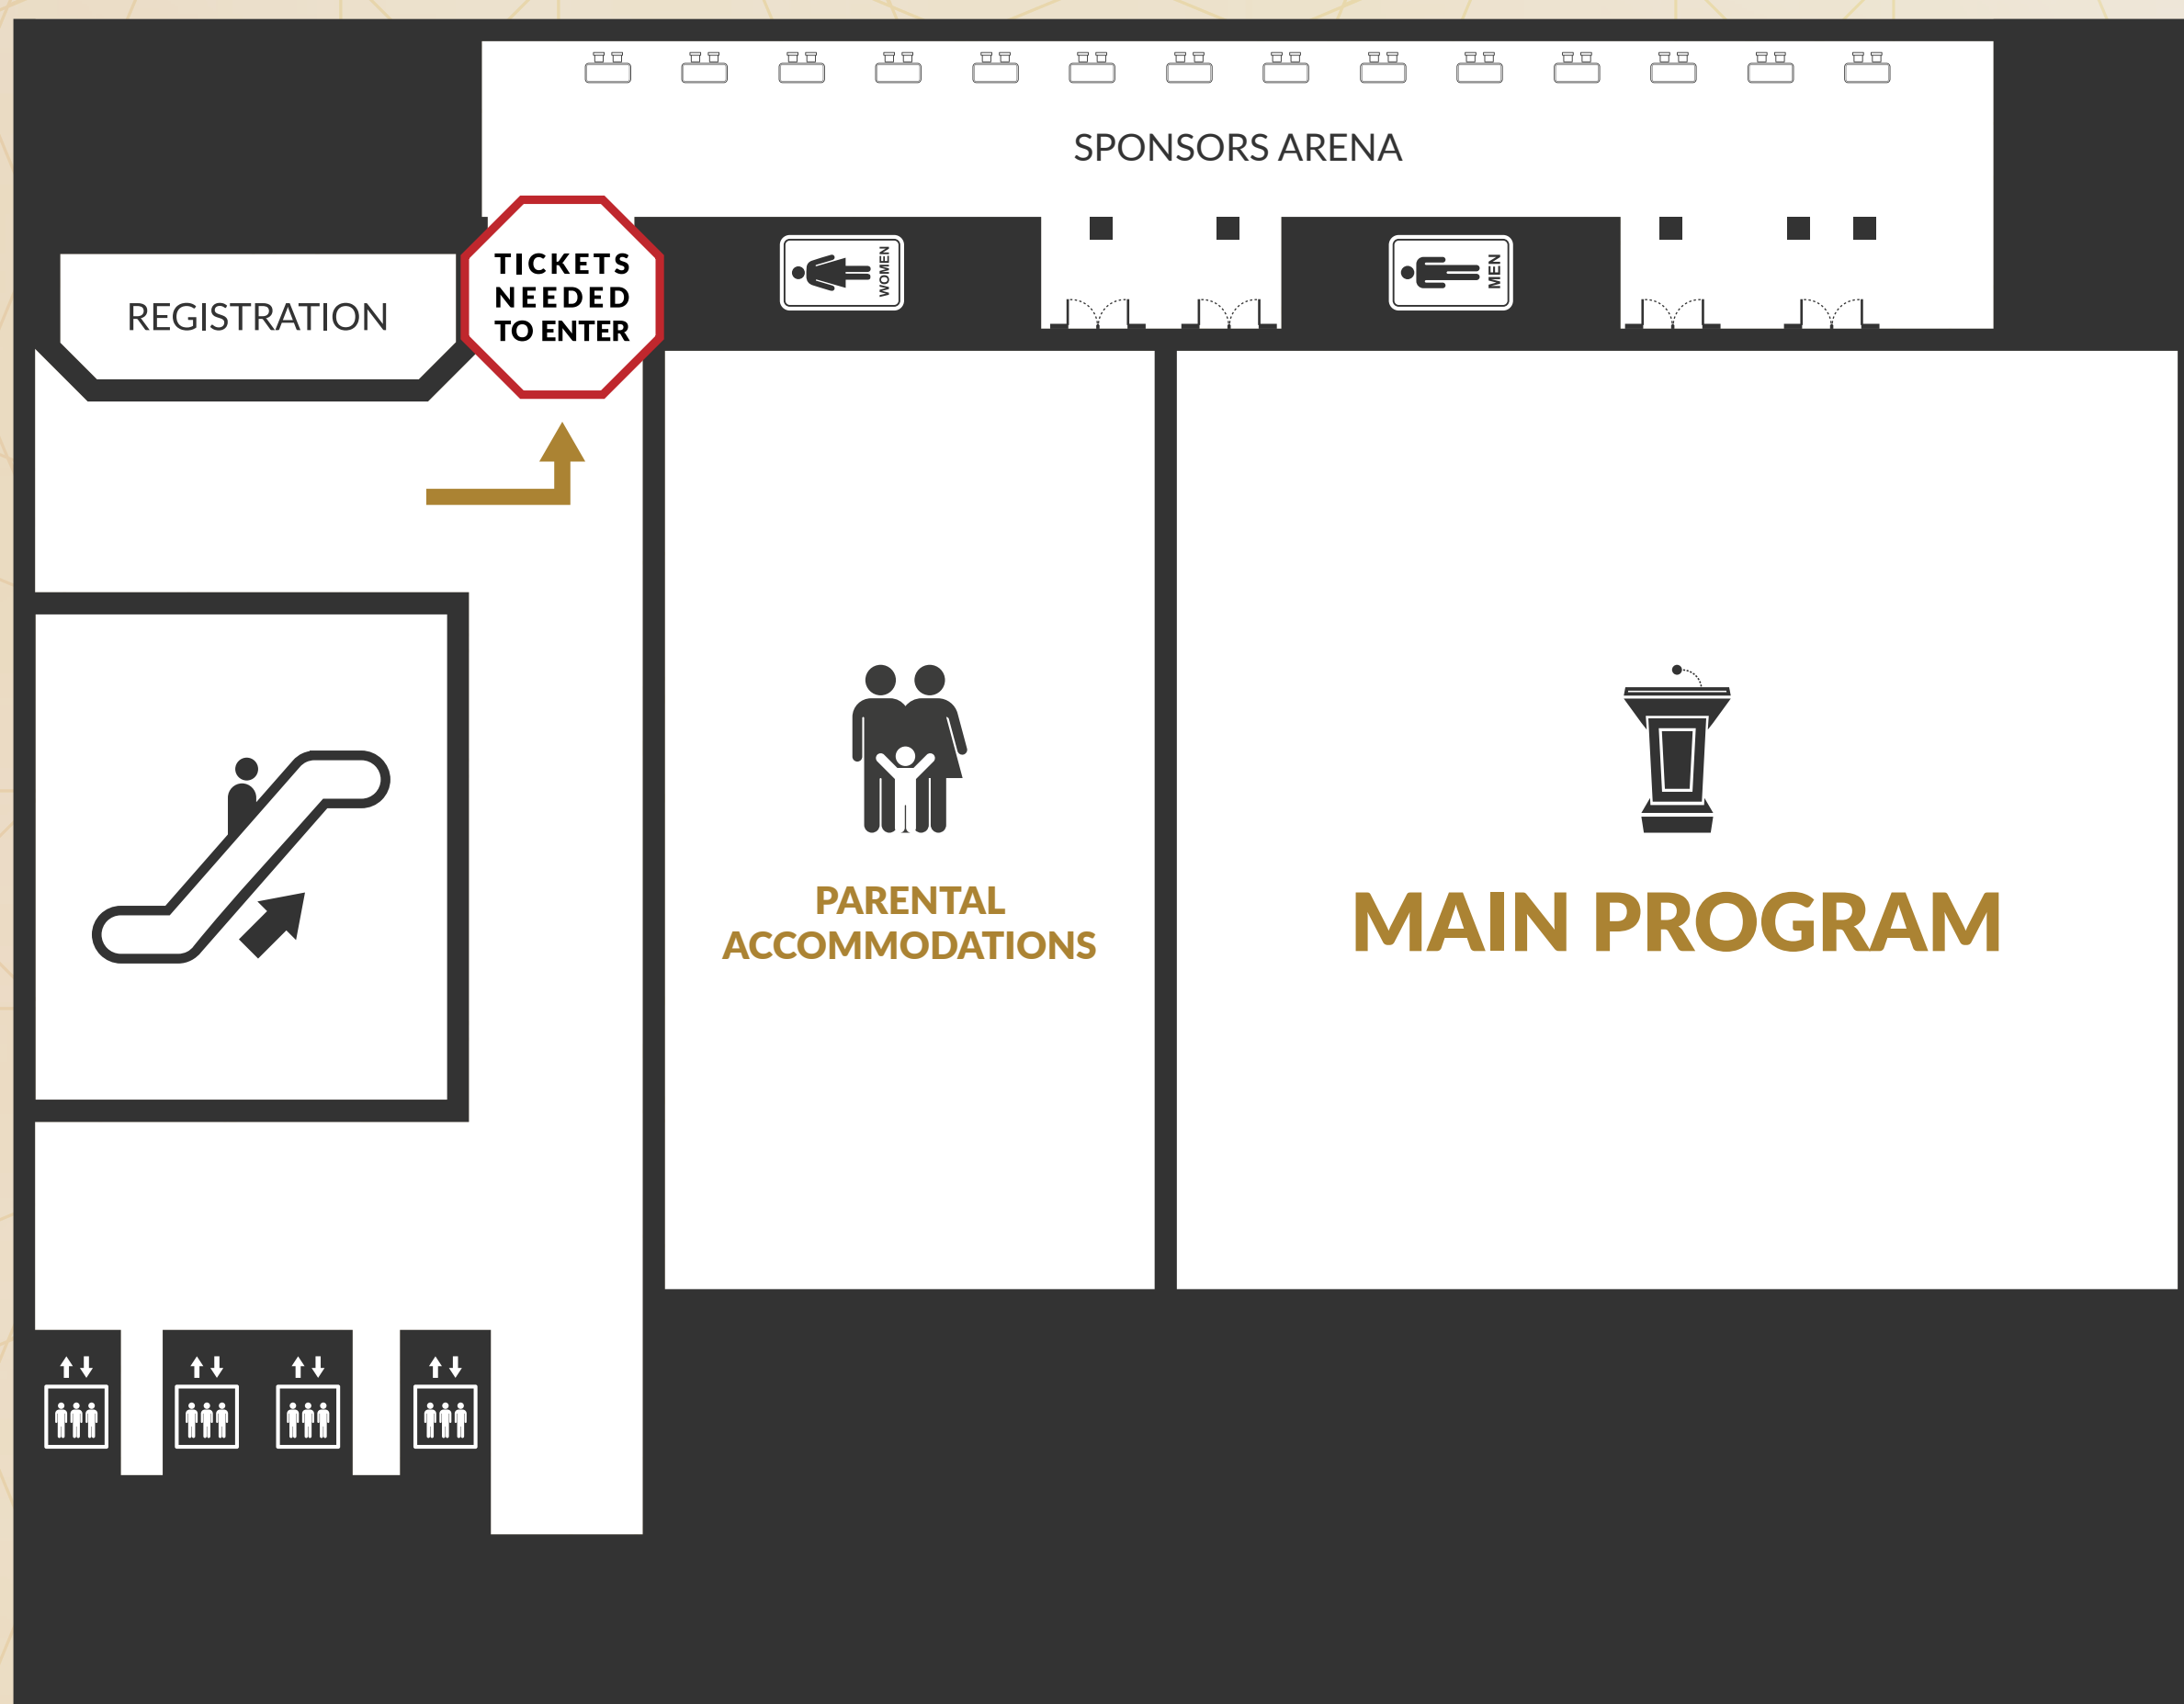 SPONSORS ARENA
TICKETS
NEEDED
TO ENTER
WOMEN
MEN
REGISTRATION
PARENTAL
ACCOMMODATIONS
MAIN PROGRAM